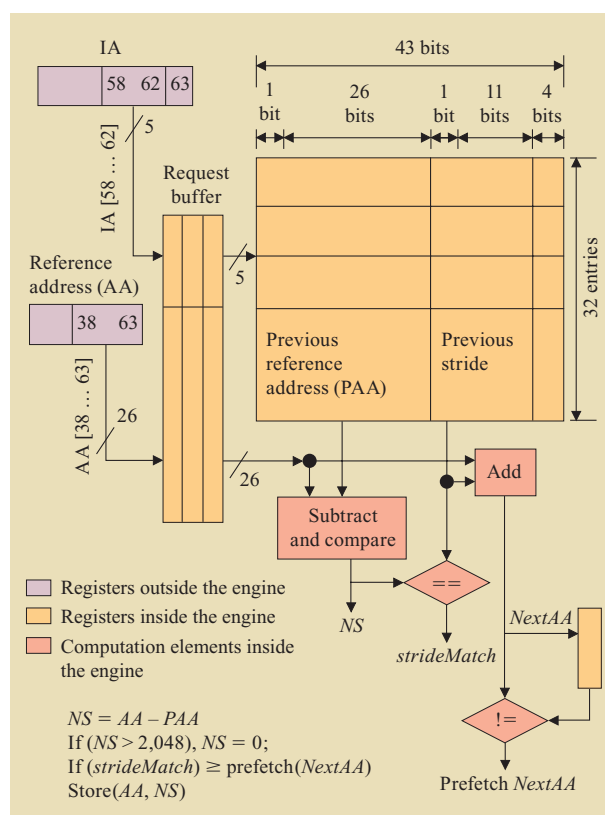 IA
43 bits
1 bit
26 bits
1 bit
11 bits
4 bits
58 62 63
5
IA [58 ... 62]
Request buffer
5
32 entries
Reference address (AA)
38 63
AA [38 ... 63]
26
Previous reference address (PAA)
Previous stride
26
Add
Subtract and compare
==
NS
strideMatch
NextAA
!=
Prefetch NextAA
Registers outside the engine
Registers inside the engine
Computation elements inside
the engine
NS = AA – PAA
If (NS > 2,048), NS = 0;
If (strideMatch) ≥ prefetch(NextAA)
Store(AA, NS)